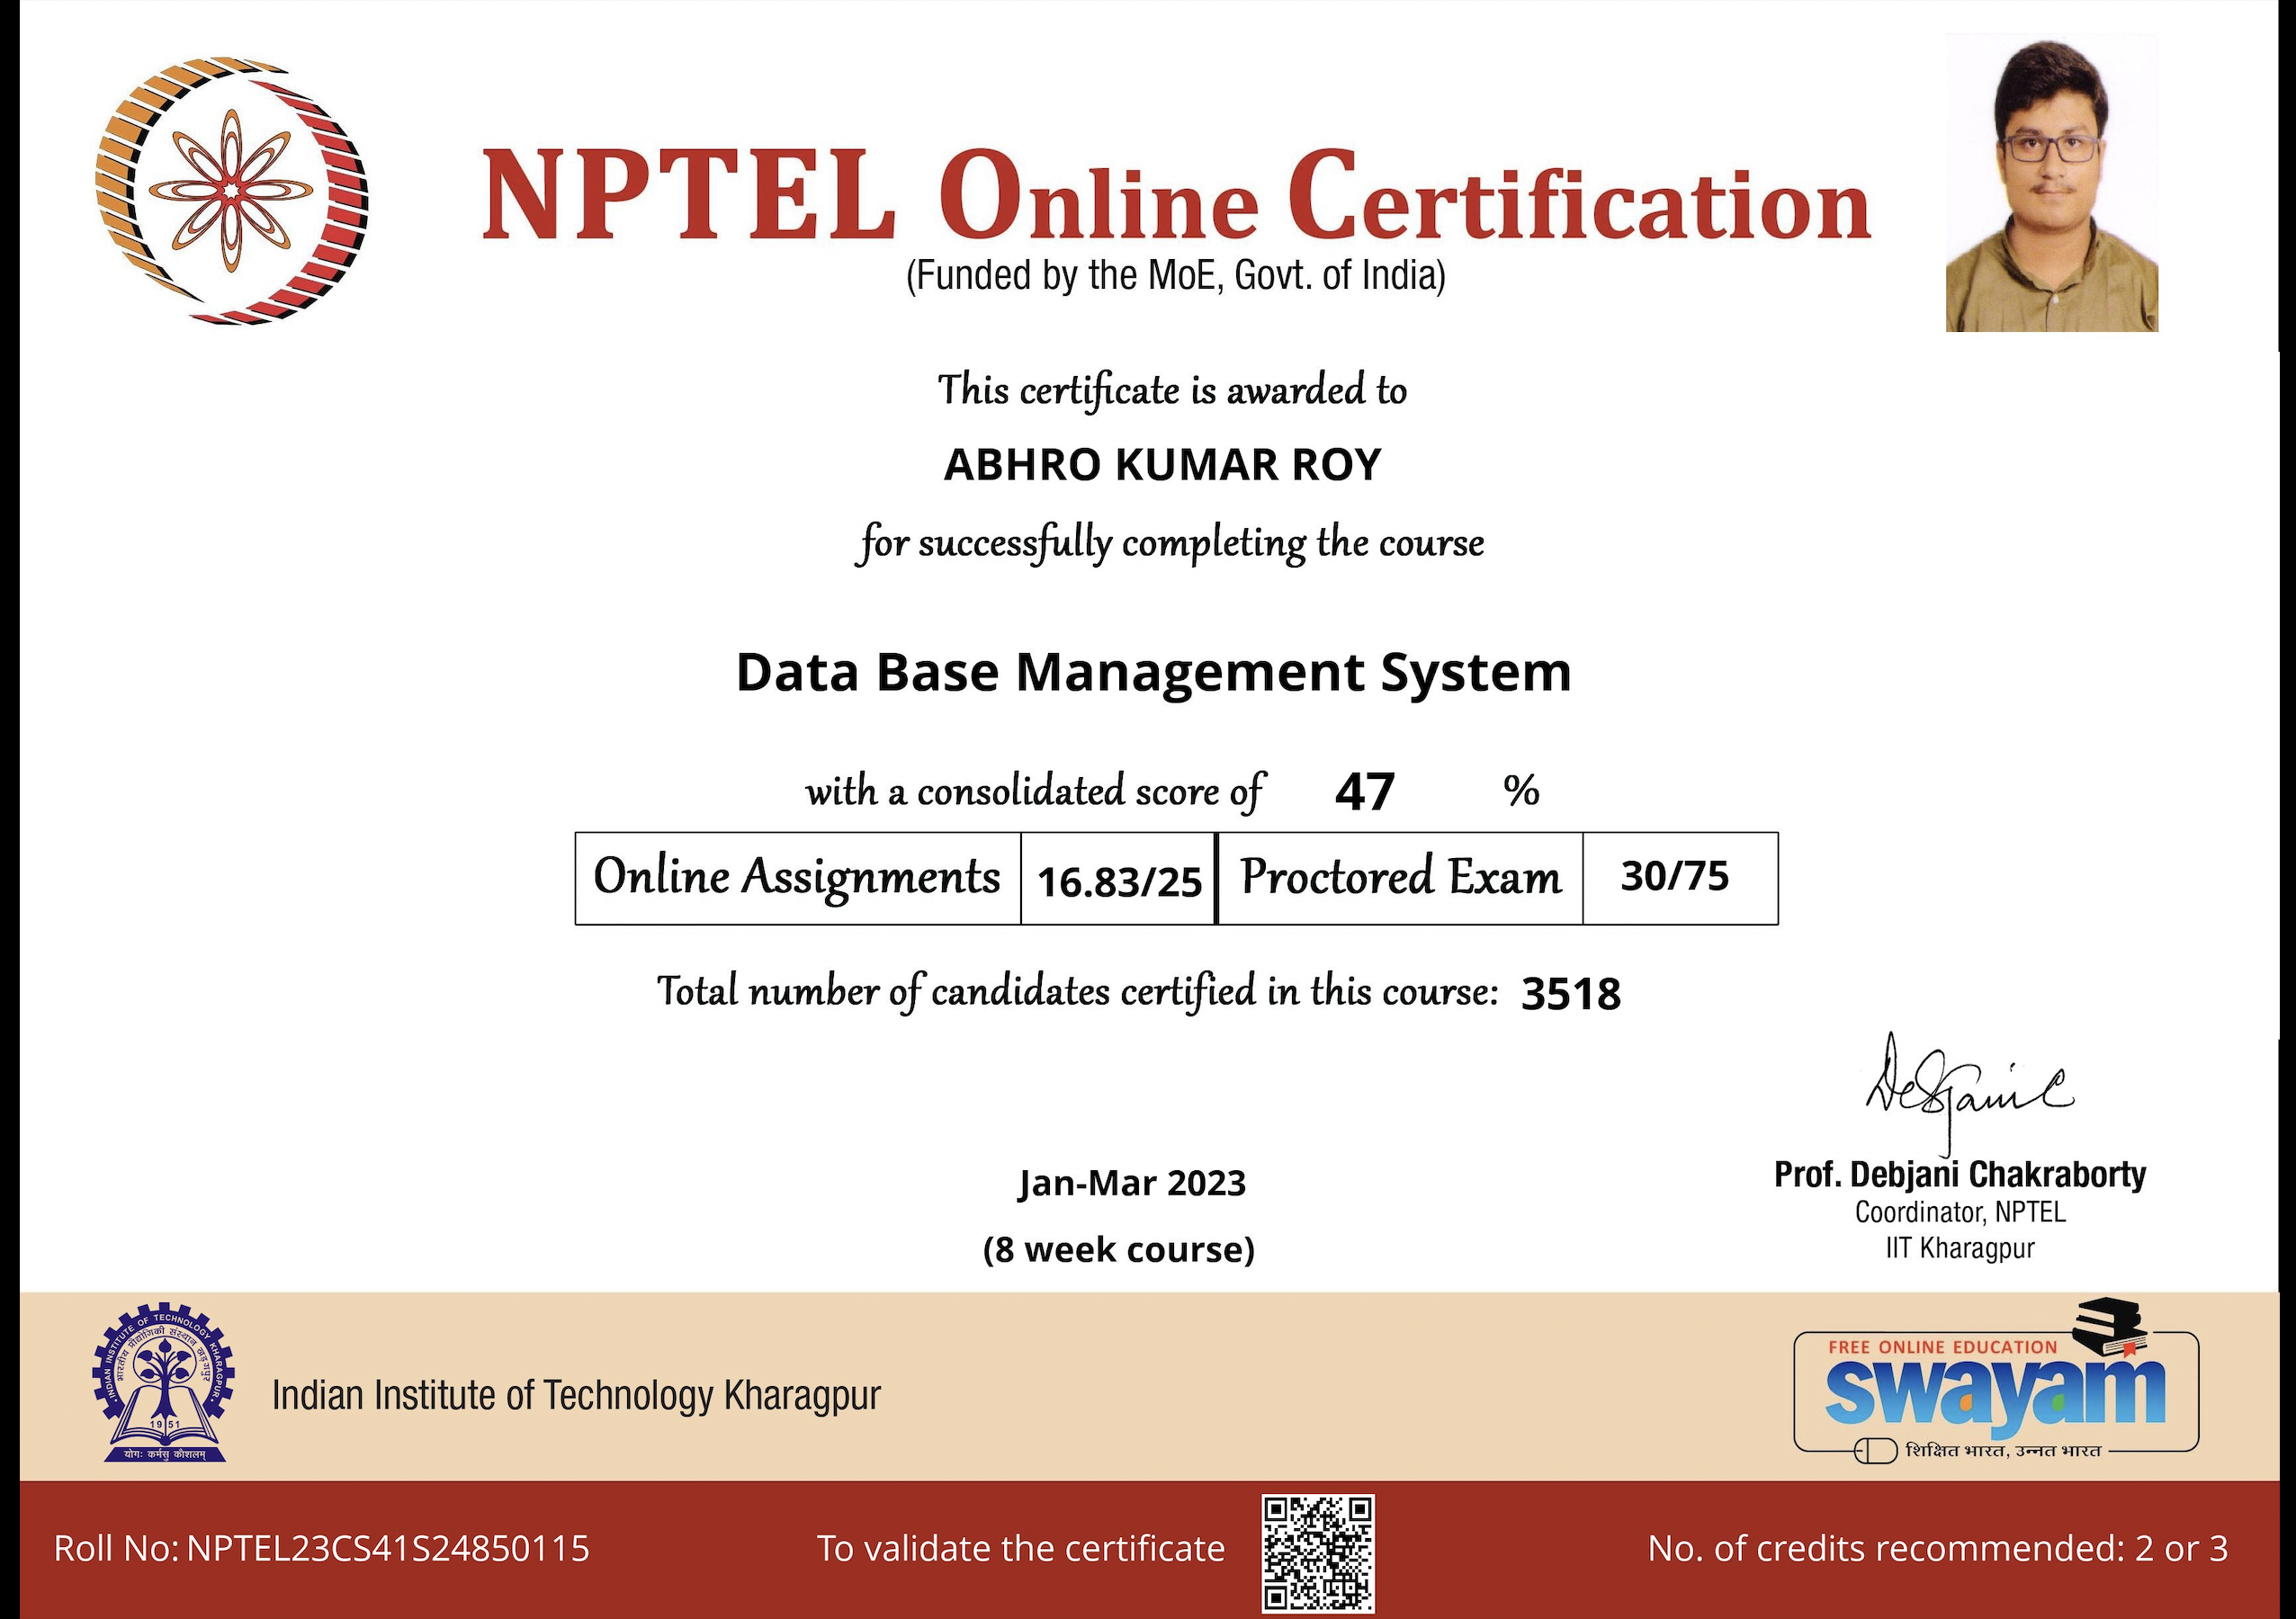 NPTEL Online Certification
(Funded by the MoE, Govt. of India)
This certificate is awarded to
ABHRO KUMAR ROY
for successfully completing the course
Data Base Management System
with a consolidated score of 47 %
Online Assignments 16.83/25 Proctored Exam 30/75
Total number of candidates certified in this course: 3518
Prof. Debjani Chakraborty
Coordinator, NPTEL
IIT Kharagpur
Jan-Mar 2023
(8 week course)
INDIAN INSTITUTE OF TECHNOLOGY KHARAGPUR
भारतीय प्रौद्योगिकी संस्थान खड़गपुर
1951
योगः कर्मसु कौशलम्
Indian Institute of Technology Kharagpur
FREE ONLINE EDUCATION
swayam
शिक्षित भारत, उन्नत भारत
Roll No: NPTEL23CS41S24850115
To validate the certificate
No. of credits recommended: 2 or 3